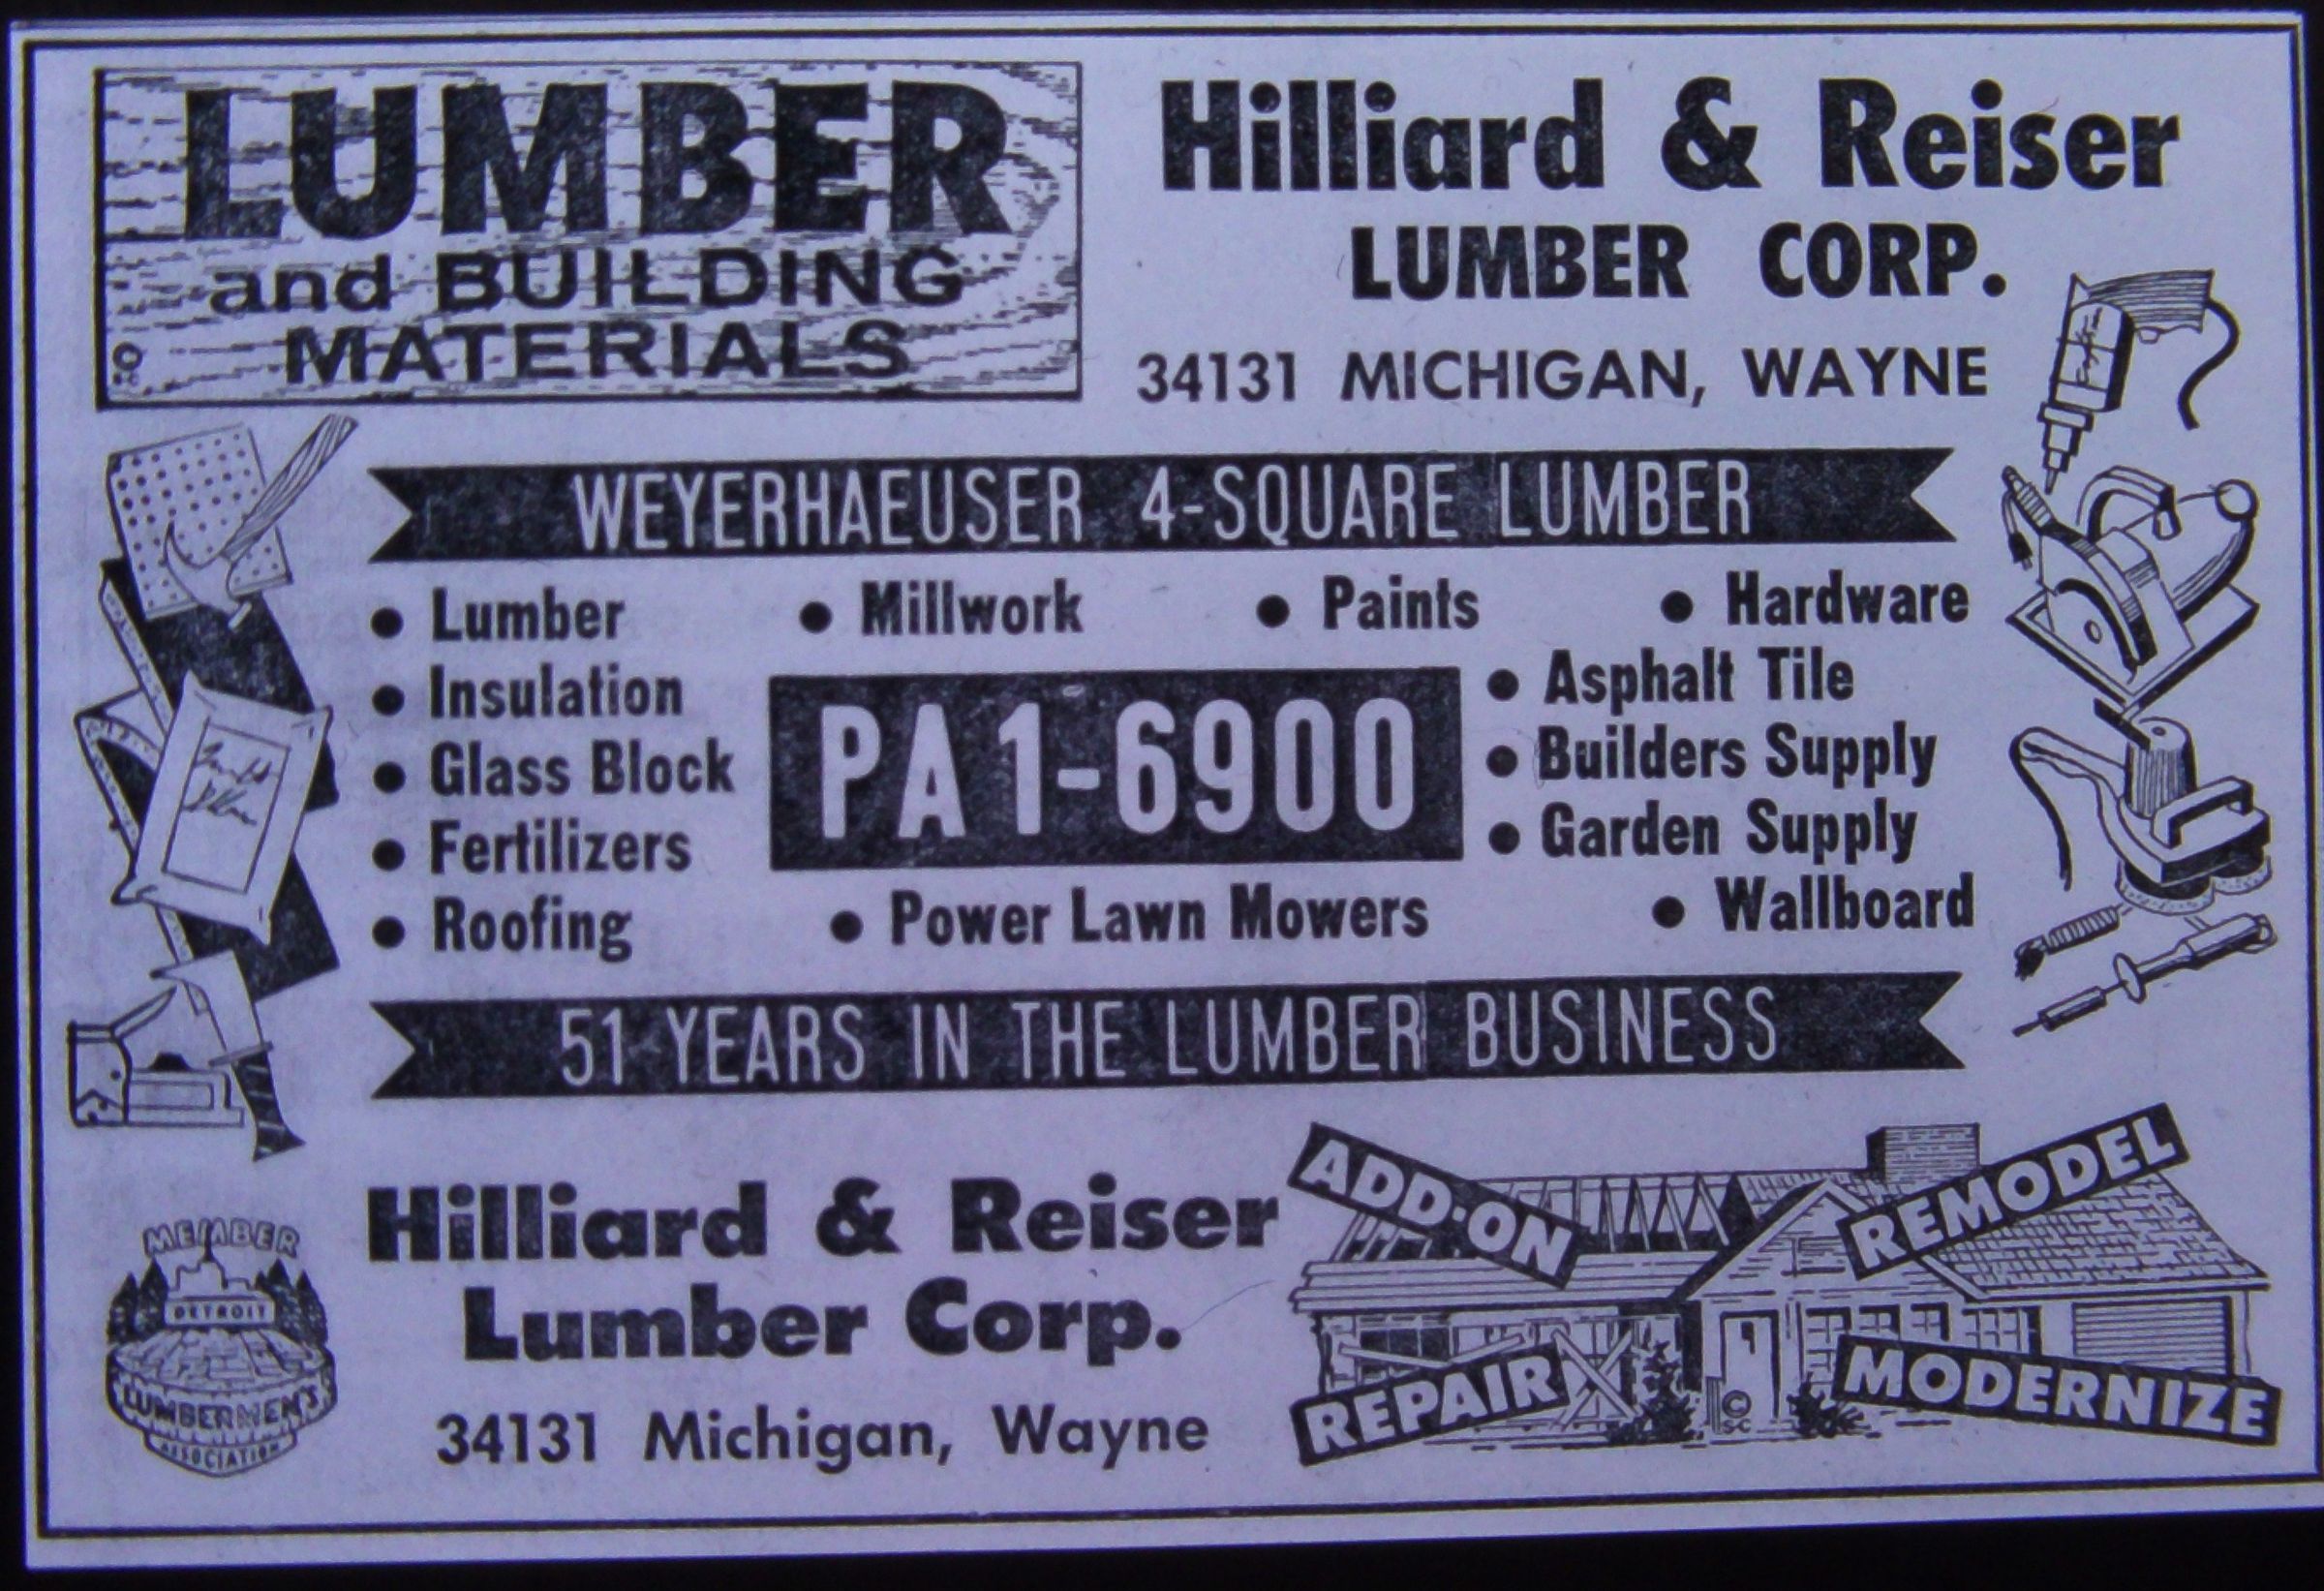 LUMBER
and BUILDING
MATERIALS
Hilliard & Reiser
LUMBER CORP.
34131 MICHIGAN, WAYNE
WEYERHAEUSER 4-SQUARE LUMBER
• Lumber • Millwork • Paints • Hardware
• Insulation
• Glass Block
• Fertilizers
• Roofing
PA 1-6900
• Asphalt Tile
• Builders Supply
• Garden Supply
• Power Lawn Mowers • Wallboard
51 YEARS IN THE LUMBER BUSINESS
Hilliard & Reiser
Lumber Corp.
34131 Michigan, Wayne
MEMBER
DETROIT
LUMBERMEN'S
ASSOCIATION
ADD-ON
REMODEL
REPAIR
MODERNIZE
©
SC